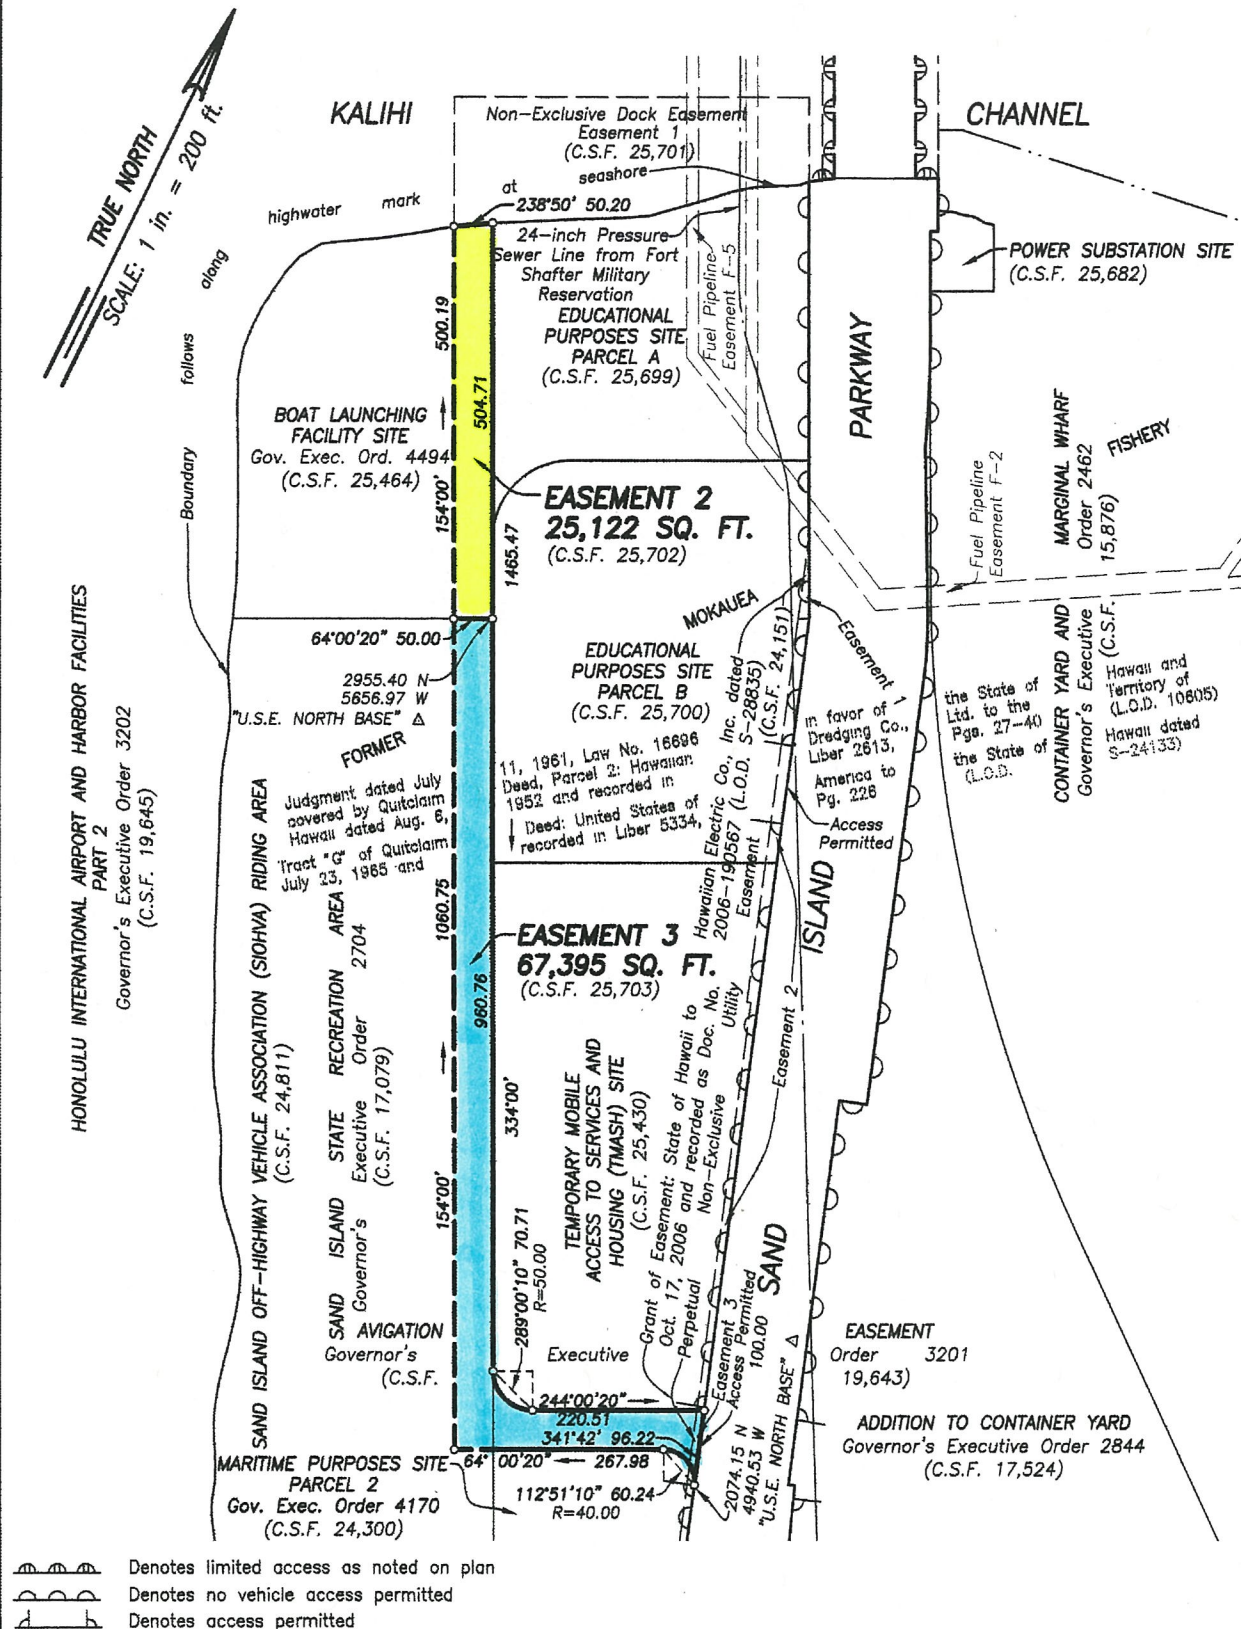 TRUE NORTH
SCALE: 1 in. = 200 ft.
KALIHI
CHANNEL
Non-Exclusive Dock Easement
Easement 1
(C.S.F. 25,701)
seashore
at
238°50' 50.20
highwater mark
along
follows
Boundary
24-inch Pressure
Sewer Line from Fort
Shafter Military
Reservation
EDUCATIONAL
PURPOSES SITE
PARCEL A
(C.S.F. 25,699)
Fuel Pipeline
Easement F-5
POWER SUBSTATION SITE
(C.S.F. 25,682)
PARKWAY
500.19
504.71
BOAT LAUNCHING
FACILITY SITE
Gov. Exec. Ord. 4494
(C.S.F. 25,464)
154°00'
EASEMENT 2
25,122 SQ. FT.
(C.S.F. 25,702)
1465.47
FISHERY
MARGINAL WHARF
Order 2462
15,876)
Fuel Pipeline
Easement F-2
CONTAINER YARD AND
Governor's Executive
(C.S.F.
MOKAUEA
Easement 1
64°00'20" 50.00
2955.40 N
5656.97 W
"U.S.E. NORTH BASE" △
EDUCATIONAL
PURPOSES SITE
PARCEL B
(C.S.F. 25,700)
HONOLULU INTERNATIONAL AIRPORT AND HARBOR FACILITIES
PART 2
Governor's Executive Order 3202
(C.S.F. 19,645)
FORMER
Judgment dated July
covered by Quitclaim
Hawaii dated Aug. 6,
Tract "G" of Quitclaim
July 23, 1965 and
11, 1961, Law No. 16696
Deed, Parcel 2: Hawaiian
1952 and recorded in
Deed: United States of
recorded in Liber 5334,
in favor of
Dredging Co.,
Liber 2613,
America to
Pg. 226
the State of
Ltd. to the
Pgs. 27-40
the State of
(L.O.D.
Hawaii and
Territory of
(L.O.D. 10605)
Hawaii dated
S-24133)
Access
Permitted
Hawaiian Electric Co., Inc. dated
2006-190567 (L.O.D. S-28835)
Easement
(C.S.F. 24,151)
ISLAND
SAND ISLAND OFF-HIGHWAY VEHICLE ASSOCIATION (SIOHVA) RIDING AREA
(C.S.F. 24,811)
SAND ISLAND STATE RECREATION AREA
Governor's Executive Order 2704
(C.S.F. 17,079)
1060.75
960.76
EASEMENT 3
67,395 SQ. FT.
(C.S.F. 25,703)
334°00'
154°00'
TEMPORARY MOBILE
ACCESS TO SERVICES AND
HOUSING (TMASH) SITE
(C.S.F. 25,430)
Grant of Easement: State of Hawaii to
Oct. 17, 2006 and recorded as Doc. No.
Perpetual Non-Exclusive Utility
Easement 2
SAND
289°00'10" 70.71
R=50.00
AVIGATION
Governor's
(C.S.F.
Executive
EASEMENT
Order 3201
19,643)
Easement 3
Access Permitted
100.00
244°00'20"
220.51
341°42' 96.22
64° 00'20" 267.98
112°51'10" 60.24
R=40.00
2074.15 N
4940.53 W
"U.S.E. NORTH BASE" △
MARITIME PURPOSES SITE
PARCEL 2
Gov. Exec. Order 4170
(C.S.F. 24,300)
ADDITION TO CONTAINER YARD
Governor's Executive Order 2844
(C.S.F. 17,524)
Denotes limited access as noted on plan
Denotes no vehicle access permitted
Denotes access permitted